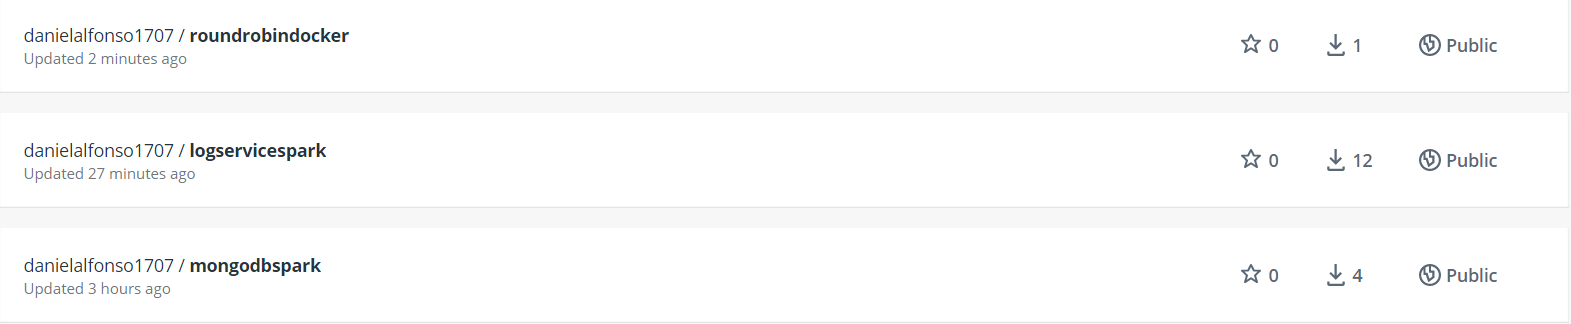 danielalfonso1707 / roundrobindocker
Updated 2 minutes ago
0 1 Public
danielalfonso1707 / logservicespark
Updated 27 minutes ago
0 12 Public
danielalfonso1707 / mongodbspark
Updated 3 hours ago
0 4 Public